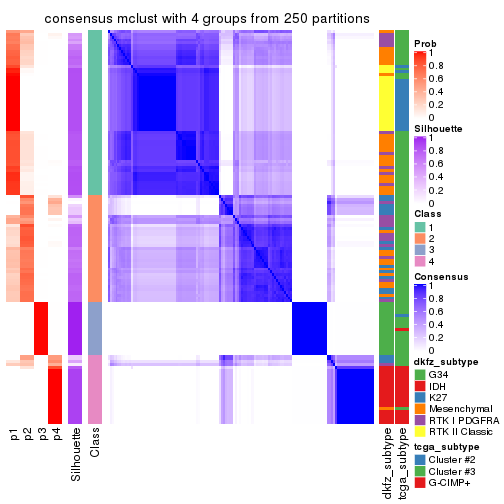 consensus mclust with 4 groups from 250 partitions
Prob
1
0.8
0.6
0.4
0.2
0
Silhouette
1
0.8
0.6
0.4
0.2
0
Class
1
2
3
4
Consensus
1
0.8
0.6
0.4
0.2
0
dkfz_subtype
G34
IDH
K27
Mesenchymal
RTK I PDGFRA
RTK II Classic
tcga_subtype
Cluster #2
Cluster #3
G-CIMP+
p1
p2
p3
p4
Silhouette
Class
dkfz_subtype
tcga_subtype